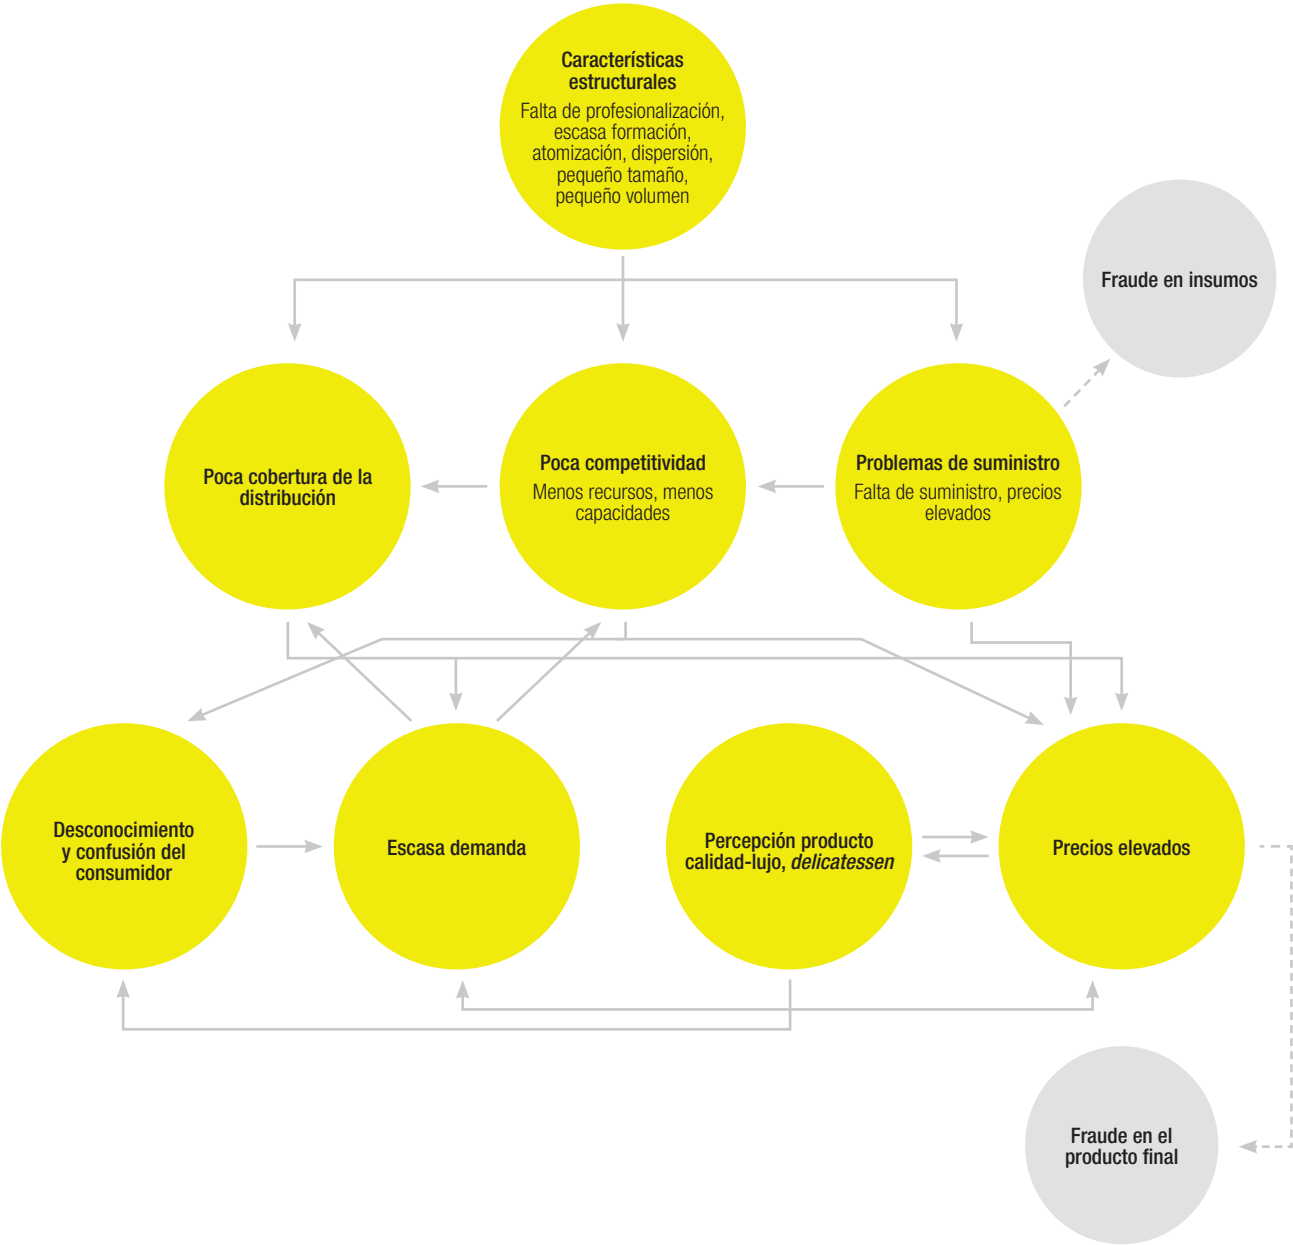 Características
estructurales
Falta de profesionalización,
escasa formación,
atomización, dispersión,
pequeño tamaño,
pequeño volumen
Fraude en insumos
Poca cobertura de la
distribución
Poca competitividad
Menos recursos, menos
capacidades
Problemas de suministro
Falta de suministro, precios
elevados
Desconocimiento
y confusión del
consumidor
Escasa demanda
Percepción producto
calidad-lujo, delicatessen
Precios elevados
Fraude en el
producto final